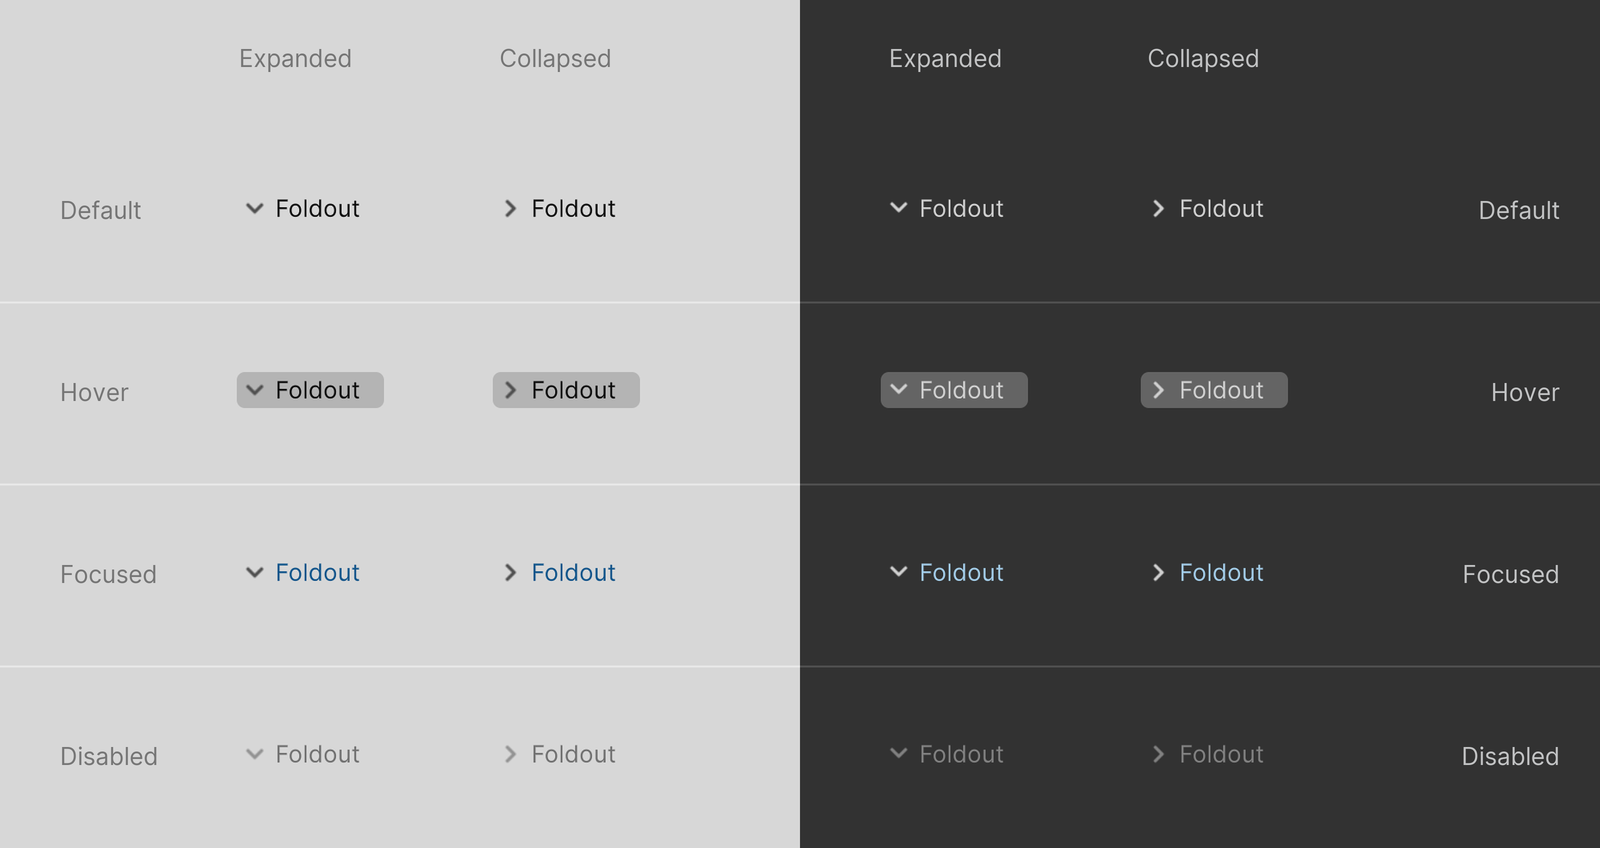 Expanded Collapsed Expanded Collapsed
Default Foldout Foldout Foldout Foldout Default
Hover Foldout Foldout Foldout Foldout Hover
Focused Foldout Foldout Foldout Foldout Focused
Disabled Foldout Foldout Foldout Foldout Disabled